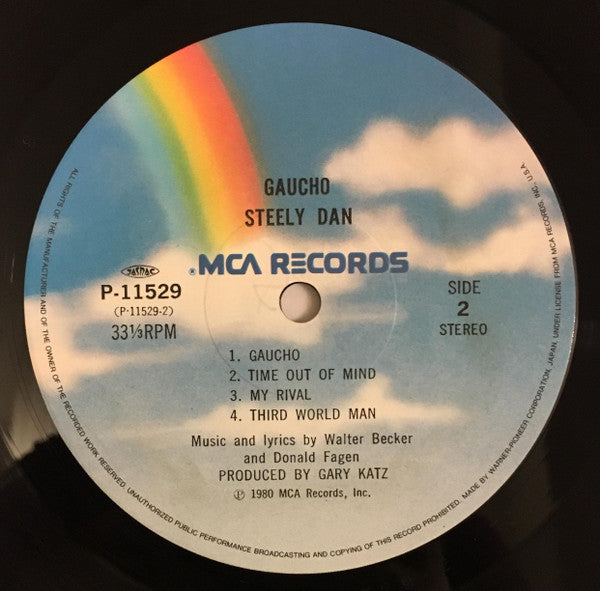 GAUCHO
STEELY DAN
®MCA RECORDS
JASRAC
P-11529
(P-11529-2)
33⅓RPM
SIDE
2
STEREO
1. GAUCHO
2. TIME OUT OF MIND
3. MY RIVAL
4. THIRD WORLD MAN
Music and lyrics by Walter Becker
and Donald Fagen
PRODUCED BY GARY KATZ
Ⓟ 1980 MCA Records, Inc.
ALL RIGHTS OF THE MANUFACTURER AND OF THE OWNER OF THE RECORDED WORK RESERVED. UNAUTHORIZED PUBLIC PERFORMANCE BROADCASTING AND COPYING OF THIS RECORD PROHIBITED. MADE BY WARNER-PIONEER CORPORATION, JAPAN, UNDER LICENSE FROM MCA RECORDS, INC., U.S.A.